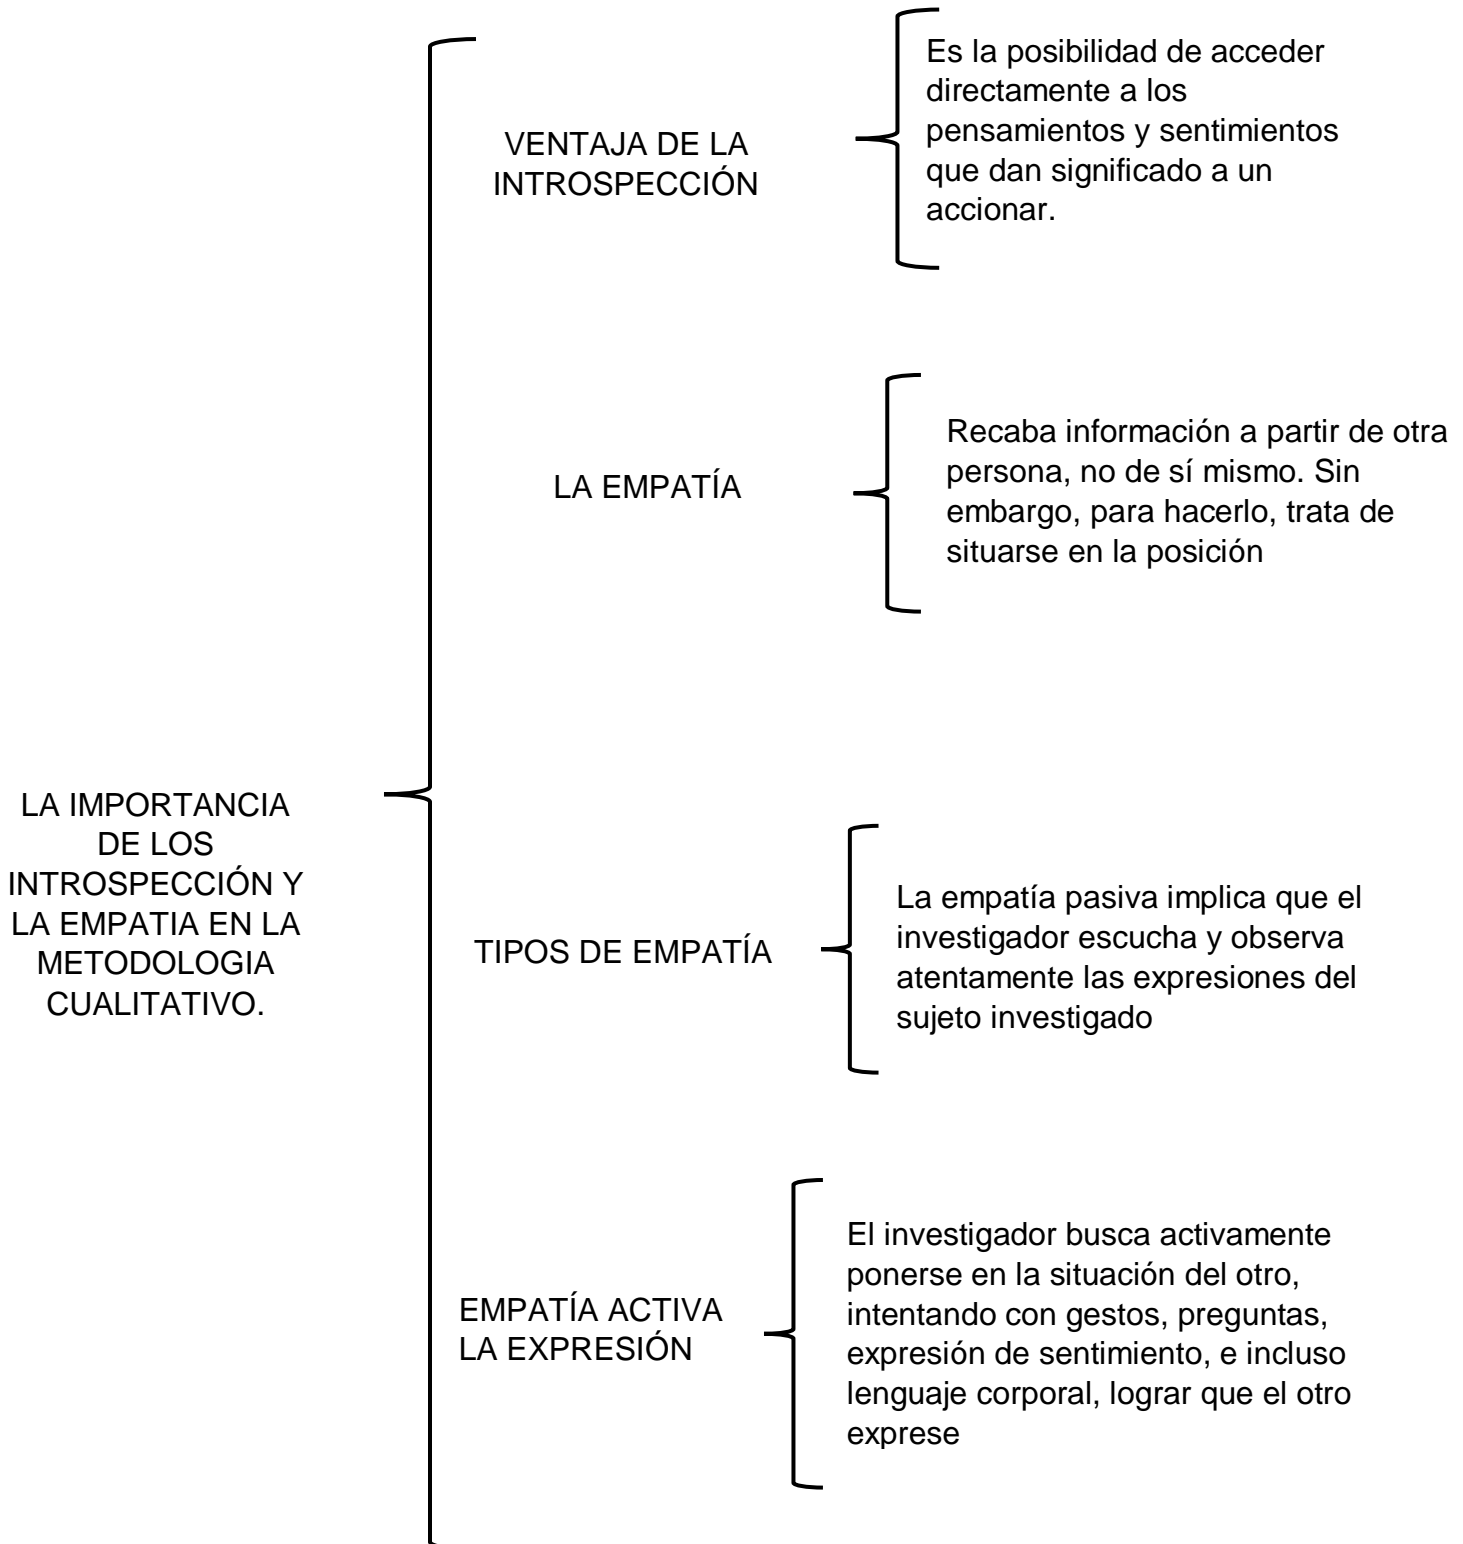 LA IMPORTANCIA
DE LOS
INTROSPECCIÓN Y
LA EMPATIA EN LA
METODOLOGIA
CUALITATIVO.
VENTAJA DE LA
INTROSPECCIÓN
Es la posibilidad de acceder
directamente a los
pensamientos y sentimientos
que dan significado a un
accionar.
LA EMPATÍA
Recaba información a partir de otra
persona, no de sí mismo. Sin
embargo, para hacerlo, trata de
situarse en la posición
TIPOS DE EMPATÍA
La empatía pasiva implica que el
investigador escucha y observa
atentamente las expresiones del
sujeto investigado
EMPATÍA ACTIVA
LA EXPRESIÓN
El investigador busca activamente
ponerse en la situación del otro,
intentando con gestos, preguntas,
expresión de sentimiento, e incluso
lenguaje corporal, lograr que el otro
exprese